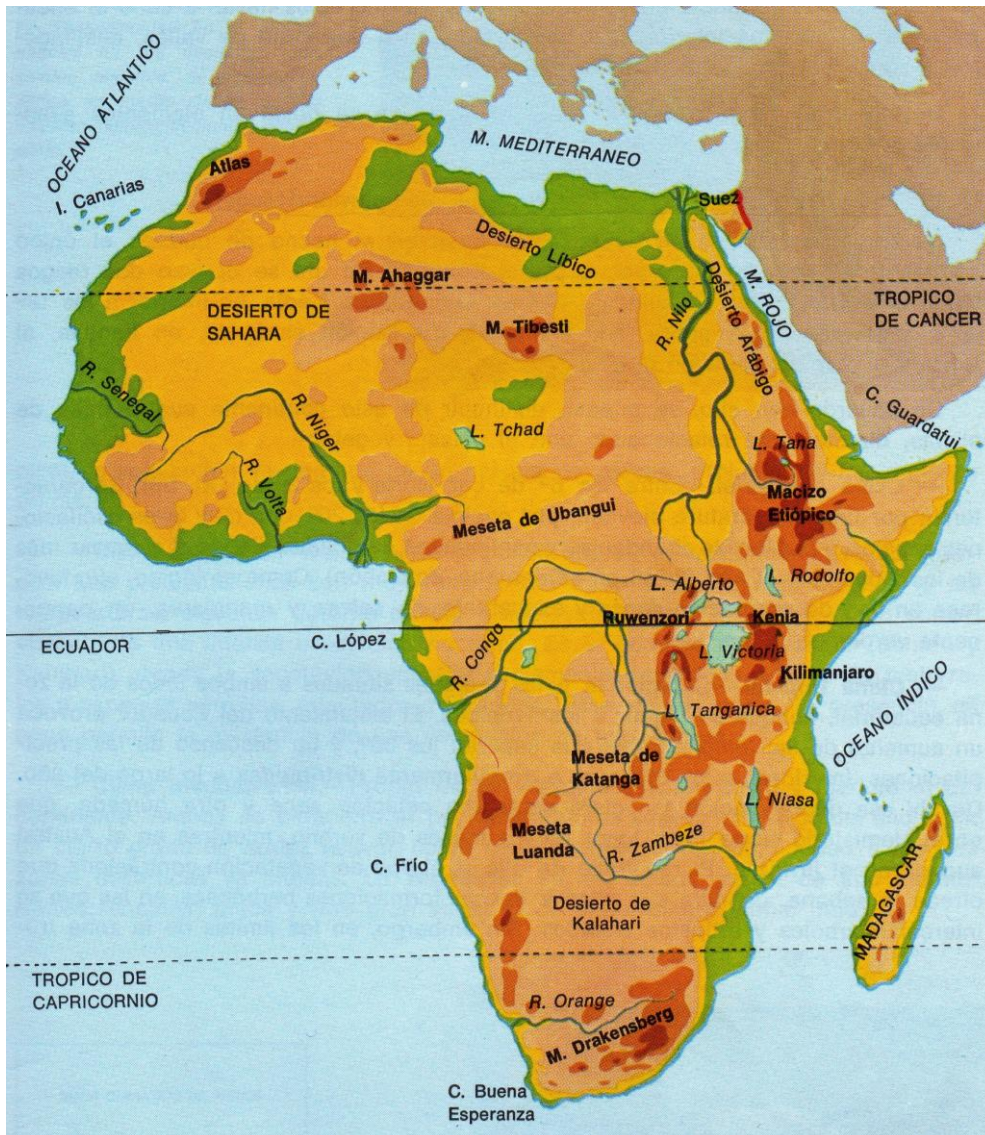 OCEANO ATLANTICO
I. Canarias
M. MEDITERRANEO
Atlas
Suez
Desierto Líbico
M. Ahaggar
DESIERTO DE
SAHARA
M. Tibesti
R. Nilo
Desierto Arábigo
M. ROJO
TROPICO
DE CANCER
R. Senegal
R. Niger
L. Tchad
C. Guardafui
L. Tana
R. Volta
Macizo
Etiópico
Meseta de Ubangui
L. Alberto
L. Rodolfo
Ruwenzori
Kenia
ECUADOR
C. López
R. Congo
L. Victoria
Kilimanjaro
L. Tanganica
OCEANO INDICO
Meseta de
Katanga
L. Niasa
Meseta
Luanda
R. Zambeze
C. Frío
Desierto de
Kalahari
MADAGASCAR
TROPICO DE
CAPRICORNIO
R. Orange
M. Drakensberg
C. Buena
Esperanza